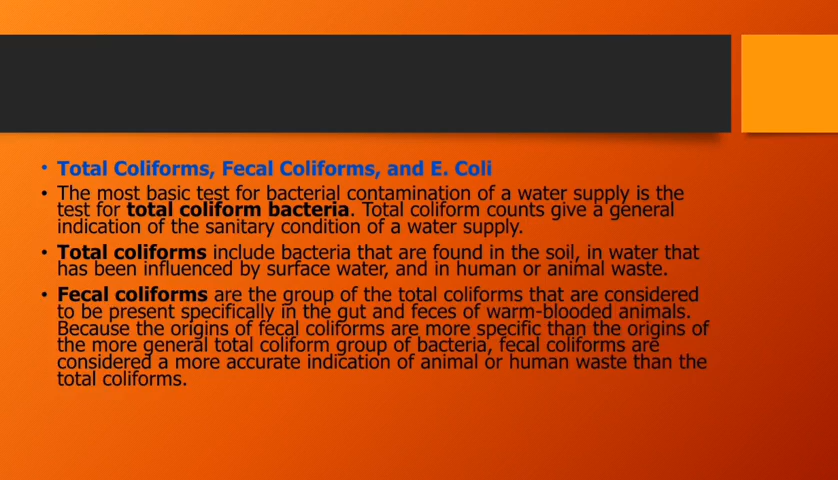 • Total Coliforms, Fecal Coliforms, and E. Coli
• The most basic test for bacterial contamination of a water supply is the
test for total coliform bacteria. Total coliform counts give a general
indication of the sanitary condition of a water supply.
• Total coliforms include bacteria that are found in the soil, in water that
has been influenced by surface water, and in human or animal waste.
• Fecal coliforms are the group of the total coliforms that are considered
to be present specifically in the gut and feces of warm-blooded animals.
Because the origins of fecal coliforms are more specific than the origins of
the more general total coliform group of bacteria, fecal coliforms are
considered a more accurate indication of animal or human waste than the
total coliforms.